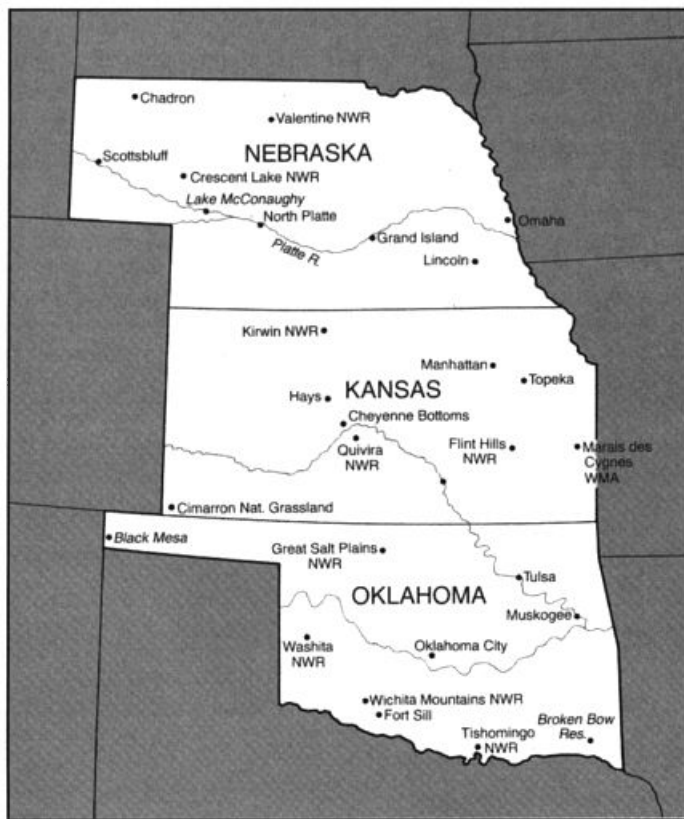 Chadron
Valentine NWR
NEBRASKA
Scottsbluff
Crescent Lake NWR
Lake McConaughy
North Platte
Omaha
Platte R.
Grand Island
Lincoln
Kirwin NWR
Manhattan
Topeka
Hays
KANSAS
Cheyenne Bottoms
Quivira
NWR
Flint Hills
NWR
Marais des
Cygnes
WMA
Cimarron Nat. Grassland
Black Mesa
Great Salt Plains
NWR
Tulsa
OKLAHOMA
Muskogee
Washita
NWR
Oklahoma City
Wichita Mountains NWR
Fort Sill
Tishomingo
NWR
Broken Bow
Res.